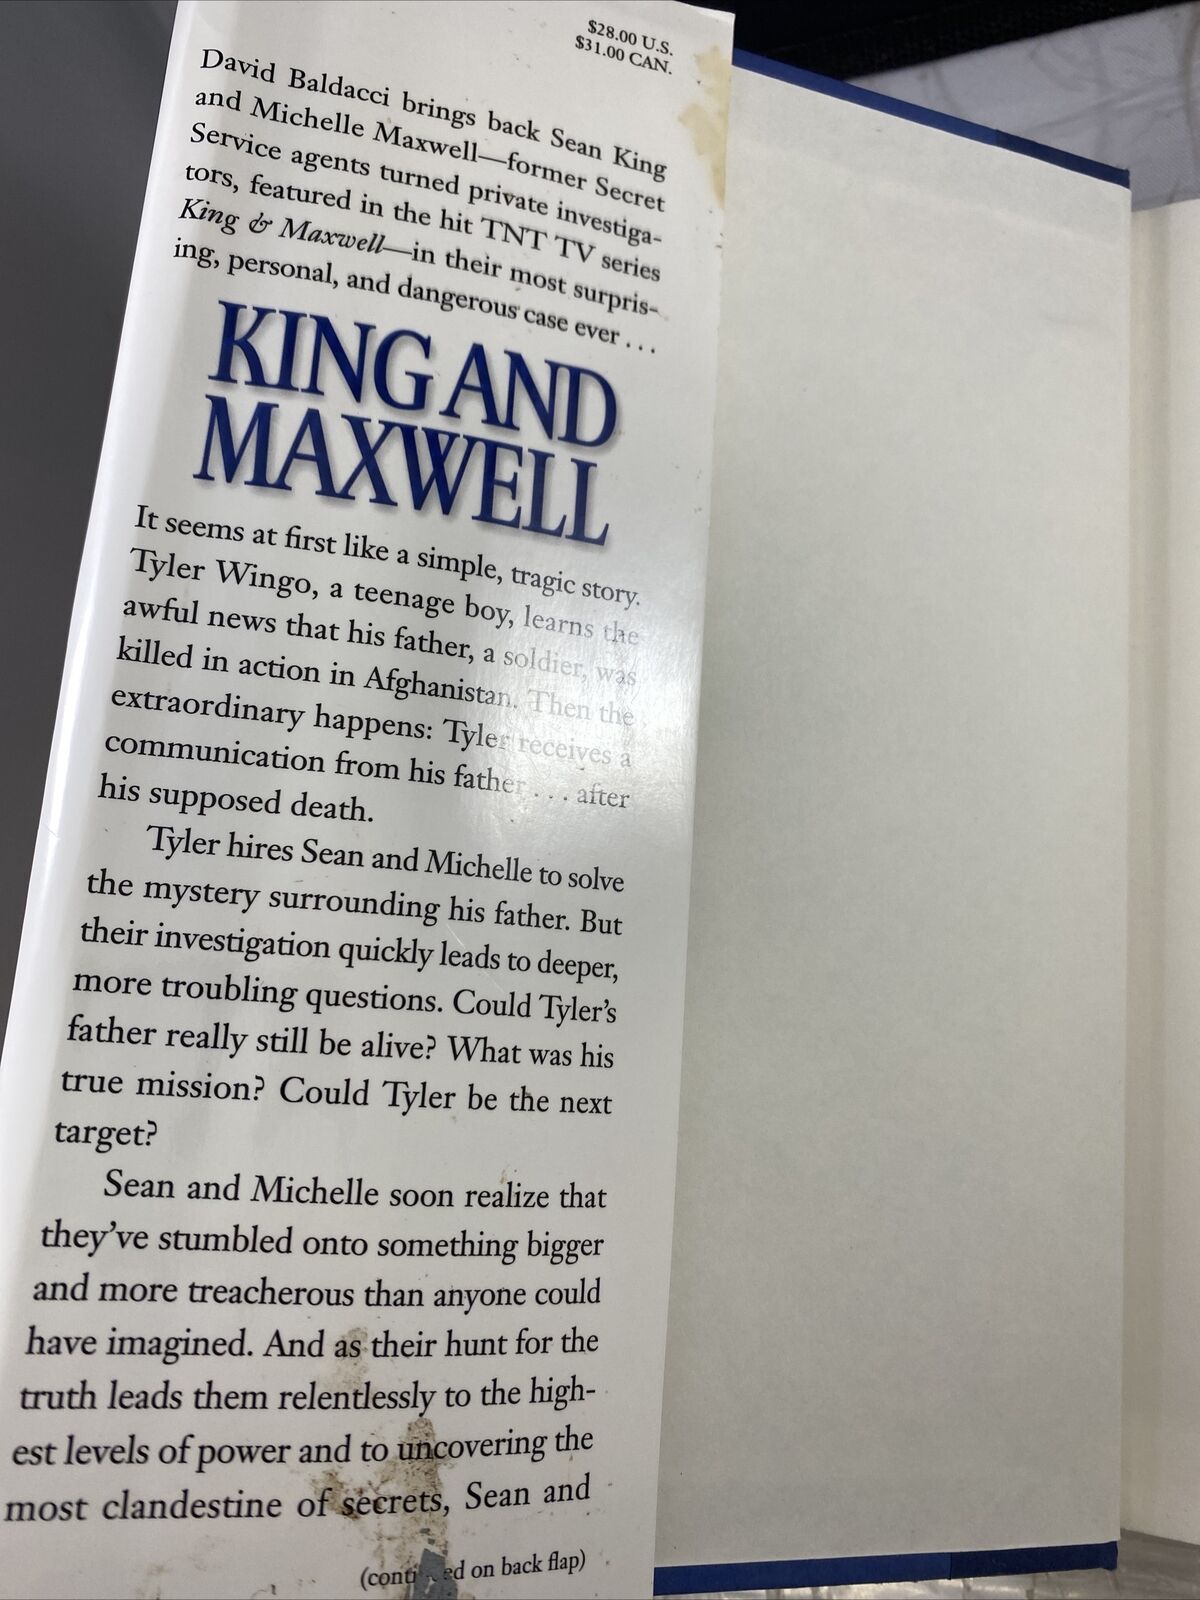 $28.00 U.S.
$31.00 CAN.
David Baldacci brings back Sean King
and Michelle Maxwell—former Secret
Service agents turned private investiga-
tors, featured in the hit TNT TV series
King & Maxwell—in their most surpris-
ing, personal, and dangerous case ever . . .
KING AND
MAXWELL
It seems at first like a simple, tragic story.
Tyler Wingo, a teenage boy, learns the
awful news that his father, a soldier, was
killed in action in Afghanistan. Then the
extraordinary happens: Tyler receives a
communication from his father . . . after
his supposed death.
Tyler hires Sean and Michelle to solve
the mystery surrounding his father. But
their investigation quickly leads to deeper,
more troubling questions. Could Tyler's
father really still be alive? What was his
true mission? Could Tyler be the next
target?
Sean and Michelle soon realize that
they've stumbled onto something bigger
and more treacherous than anyone could
have imagined. And as their hunt for the
truth leads them relentlessly to the high-
est levels of power and to uncovering the
most clandestine of secrets, Sean and
(continued on back flap)